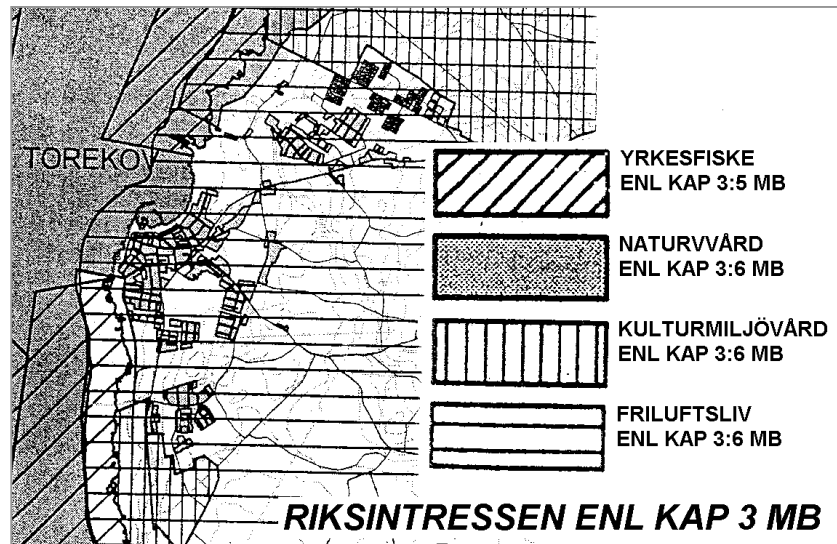 TOREKOV
YRKESFISKE
ENL KAP 3:5 MB
NATURVVÅRD
ENL KAP 3:6 MB
KULTURMILJÖVÅRD
ENL KAP 3:6 MB
FRILUFTSLIV
ENL KAP 3:6 MB
RIKSINTRESSEN ENL KAP 3 MB